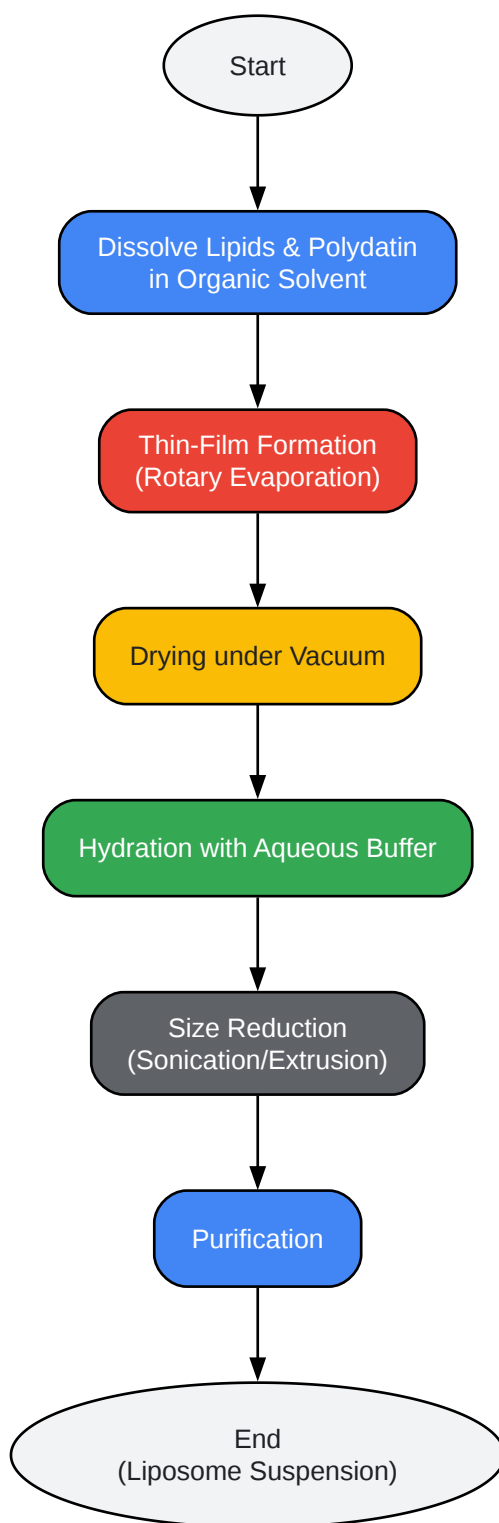 Start
Dissolve Lipids & Polydatin
in Organic Solvent
Thin-Film Formation
(Rotary Evaporation)
Drying under Vacuum
Hydration with Aqueous Buffer
Size Reduction
(Sonication/Extrusion)
Purification
End
(Liposome Suspension)